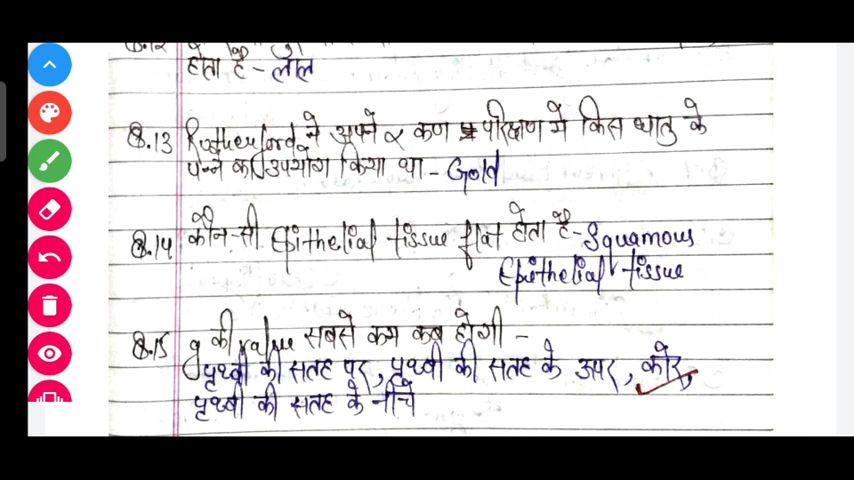 होता है - लाल
Q.13 Rutherford ने अपने α कण परिक्षण में किस धातु के
पन्ने का उपयोग किया था - Gold
Q.14 कौन-सी Epithelial tissue flat होता है - Squamous
Epithelial tissue
Q.15 g की value सबसे कम कब होगी -
पृथ्वी की सतह पर, पृथ्वी की सतह के ऊपर, कोर,
पृथ्वी की सतह के नीचे